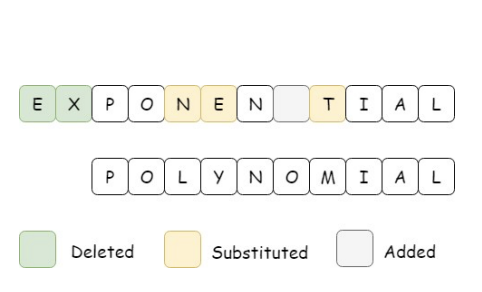 E X P O N E N T I A L
P O L Y N O M I A L
Deleted Substituted Added